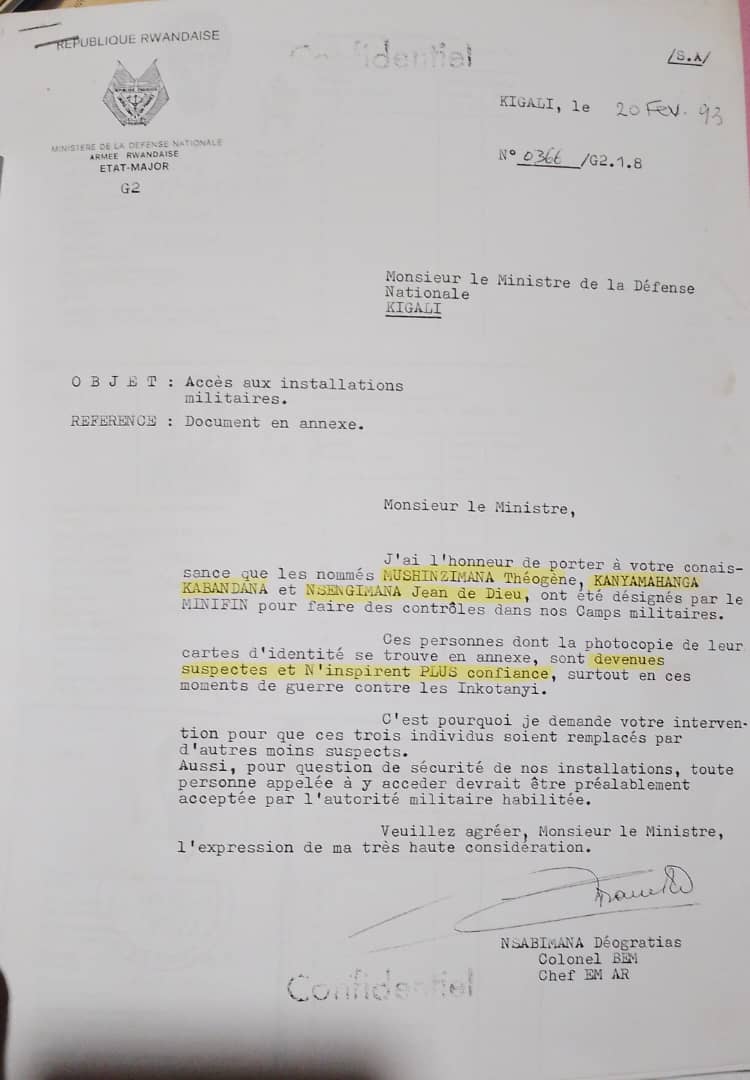 REPUBLIQUE RWANDAISE
Confidentiel
/S.A/
KIGALI, le 20 Fev. 93
MINISTERE DE LA DEFENSE NATIONALE
ARMEE RWANDAISE
ETAT-MAJOR
G2
N° 0366 /G2.1.8
Monsieur le Ministre de la Défense
Nationale
KIGALI
O B J E T : Accès aux installations
militaires.
REFERENCE : Document en annexe.
Monsieur le Ministre,
J'ai l'honneur de porter à votre conais-
sance que les nommés MUSHINZIMANA Théogène, KANYAMAHANGA
KABANDANA et NSENGIMANA Jean de Dieu, ont été désignés par le
MINIFIN pour faire des contrôles dans nos Camps militaires.
Ces personnes dont la photocopie de leur
cartes d'identité se trouve en annexe, sont devenues
suspectes et N'inspirent PLUS confiance, surtout en ces
moments de guerre contre les Inkotanyi.
C'est pourquoi je demande votre interven-
tion pour que ces trois individus soient remplacés par
d'autres moins suspects.
Aussi, pour question de sécurité de nos installations, toute
personne appelée à y acceder devrait être préalablement
acceptée par l'autorité militaire habilitée.
Veuillez agréer, Monsieur le Ministre,
l'expression de ma très haute considération.
NSABIMANA Déogratias
Colonel BEM
Chef EM AR
Confidentiel